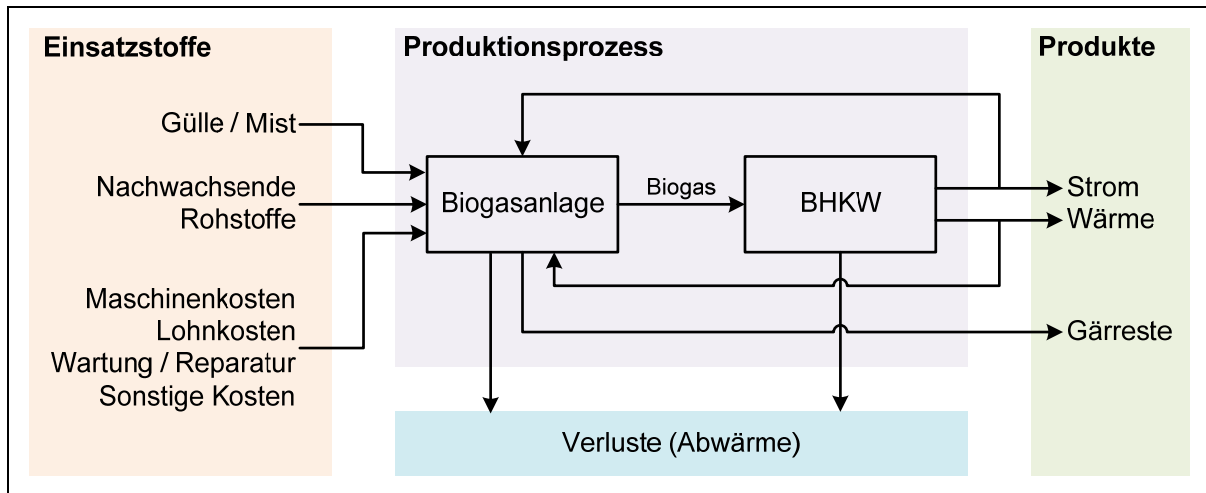 Einsatzstoffe
Gülle / Mist
Nachwachsende
Rohstoffe
Maschinenkosten
Lohnkosten
Wartung / Reparatur
Sonstige Kosten
Produktionsprozess
Biogasanlage
Biogas
BHKW
Verluste (Abwärme)
Produkte
Strom
Wärme
Gärreste